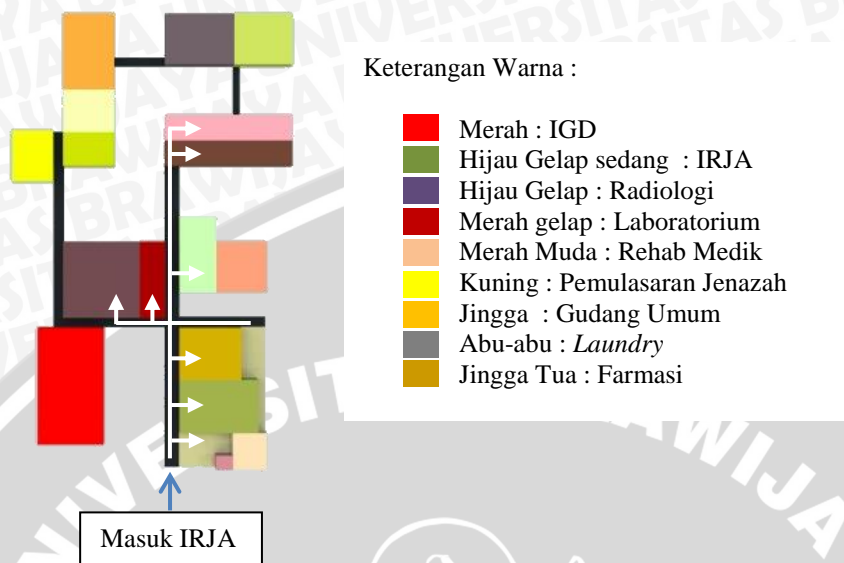 Keterangan Warna :
Merah : IGD
Hijau Gelap sedang : IRJA
Hijau Gelap : Radiologi
Merah gelap : Laboratorium
Merah Muda : Rehab Medik
Kuning : Pemulasaran Jenazah
Jingga : Gudang Umum
Abu-abu : Laundry
Jingga Tua : Farmasi
Masuk IRJA